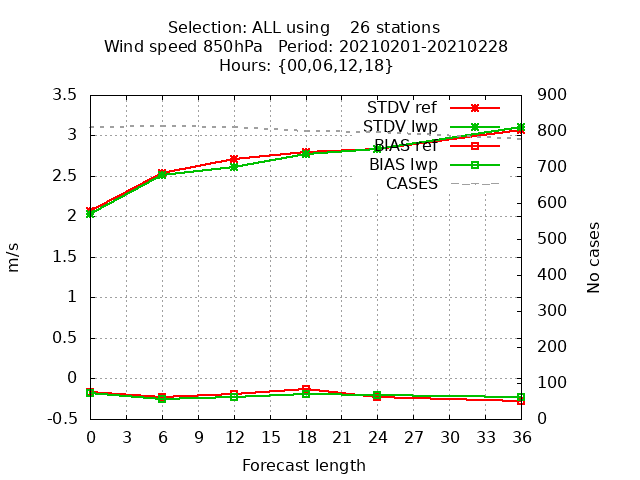 Selection: ALL using    26 stations
Wind speed 850hPa   Period: 20210201-20210228
Hours: {00,06,12,18}
3.5
3
2.5
2
1.5
1
0.5
0
-0.5
m/s
STDV ref
STDV lwp
BIAS ref
BIAS lwp
CASES
900
800
700
600
500
400
300
200
100
0
No cases
0 3 6 9 12 15 18 21 24 27 30 33 36
Forecast length